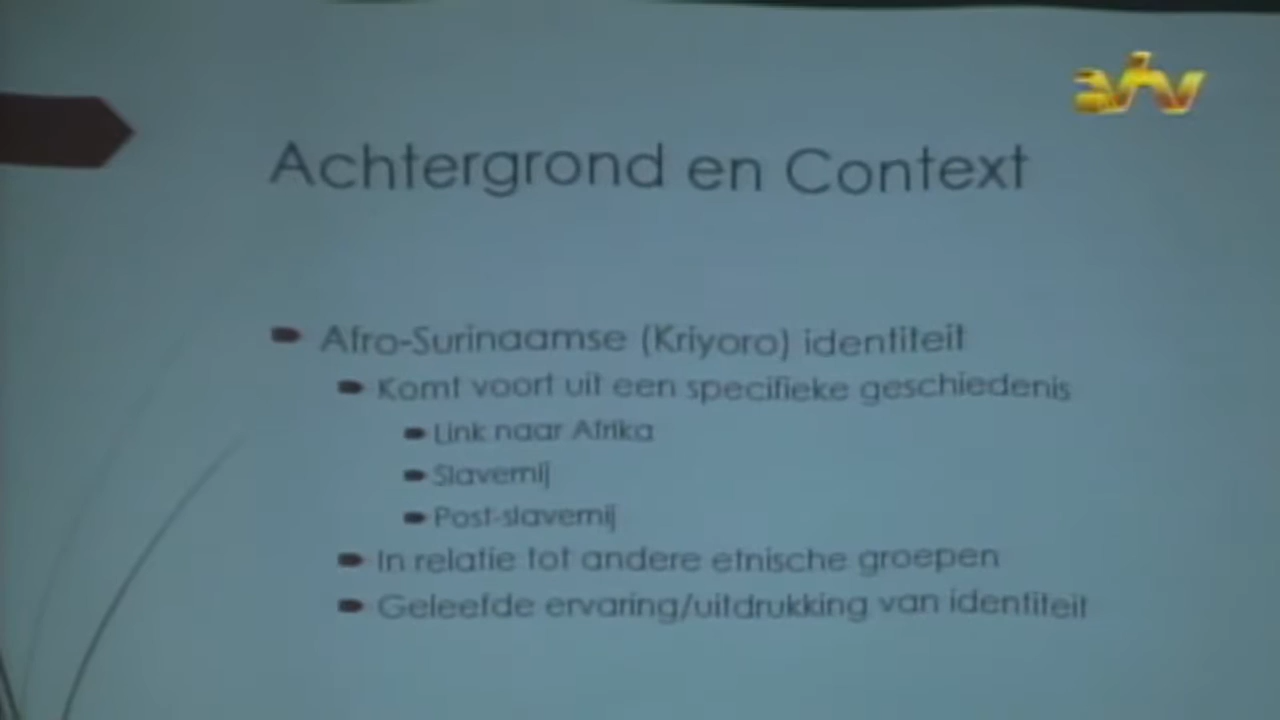 atv
Achtergrond en Context
Afro-Surinaamse (Kriyoro) identiteit
Komt voort uit een specifieke geschiedenis
Link naar Afrika
Slavernij
Post-slavernij
In relatie tot andere etnische groepen
Geleefde ervaring/uitdrukking van identiteit